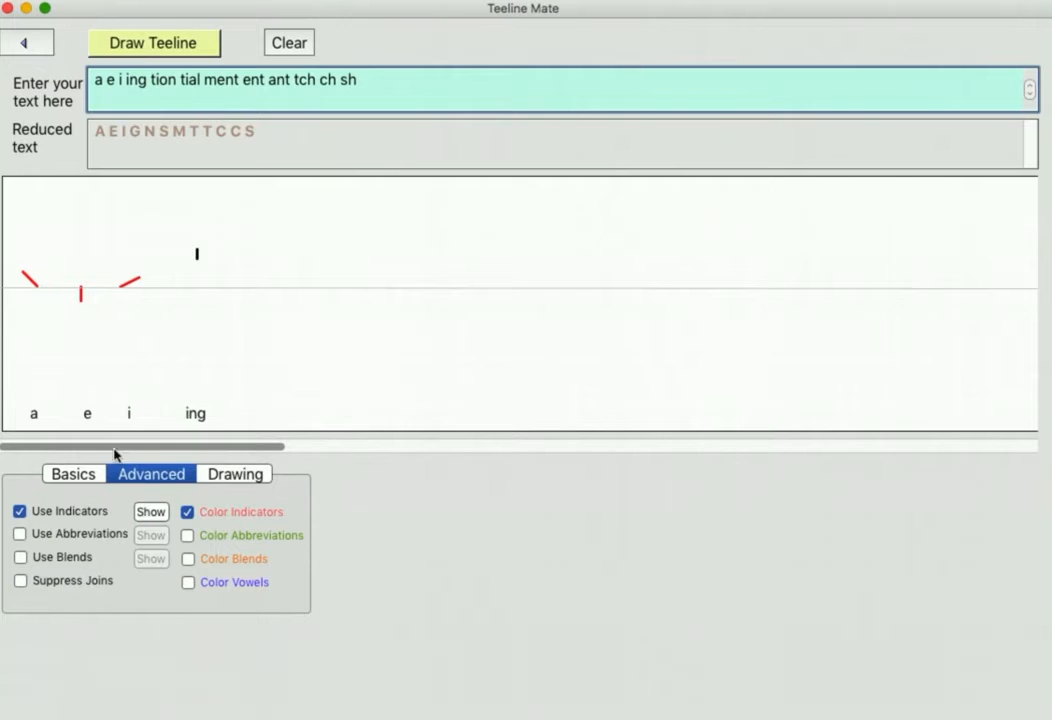 Teeline Mate
Draw Teeline Clear
Enter your text here
a e i ing tion tial ment ent ant tch ch sh
Reduced text
A E I G N S M T T C C S
a e i ing
Basics Advanced Drawing
Use Indicators Show Color Indicators
Use Abbreviations Show Color Abbreviations
Use Blends Show Color Blends
Suppress Joins Color Vowels